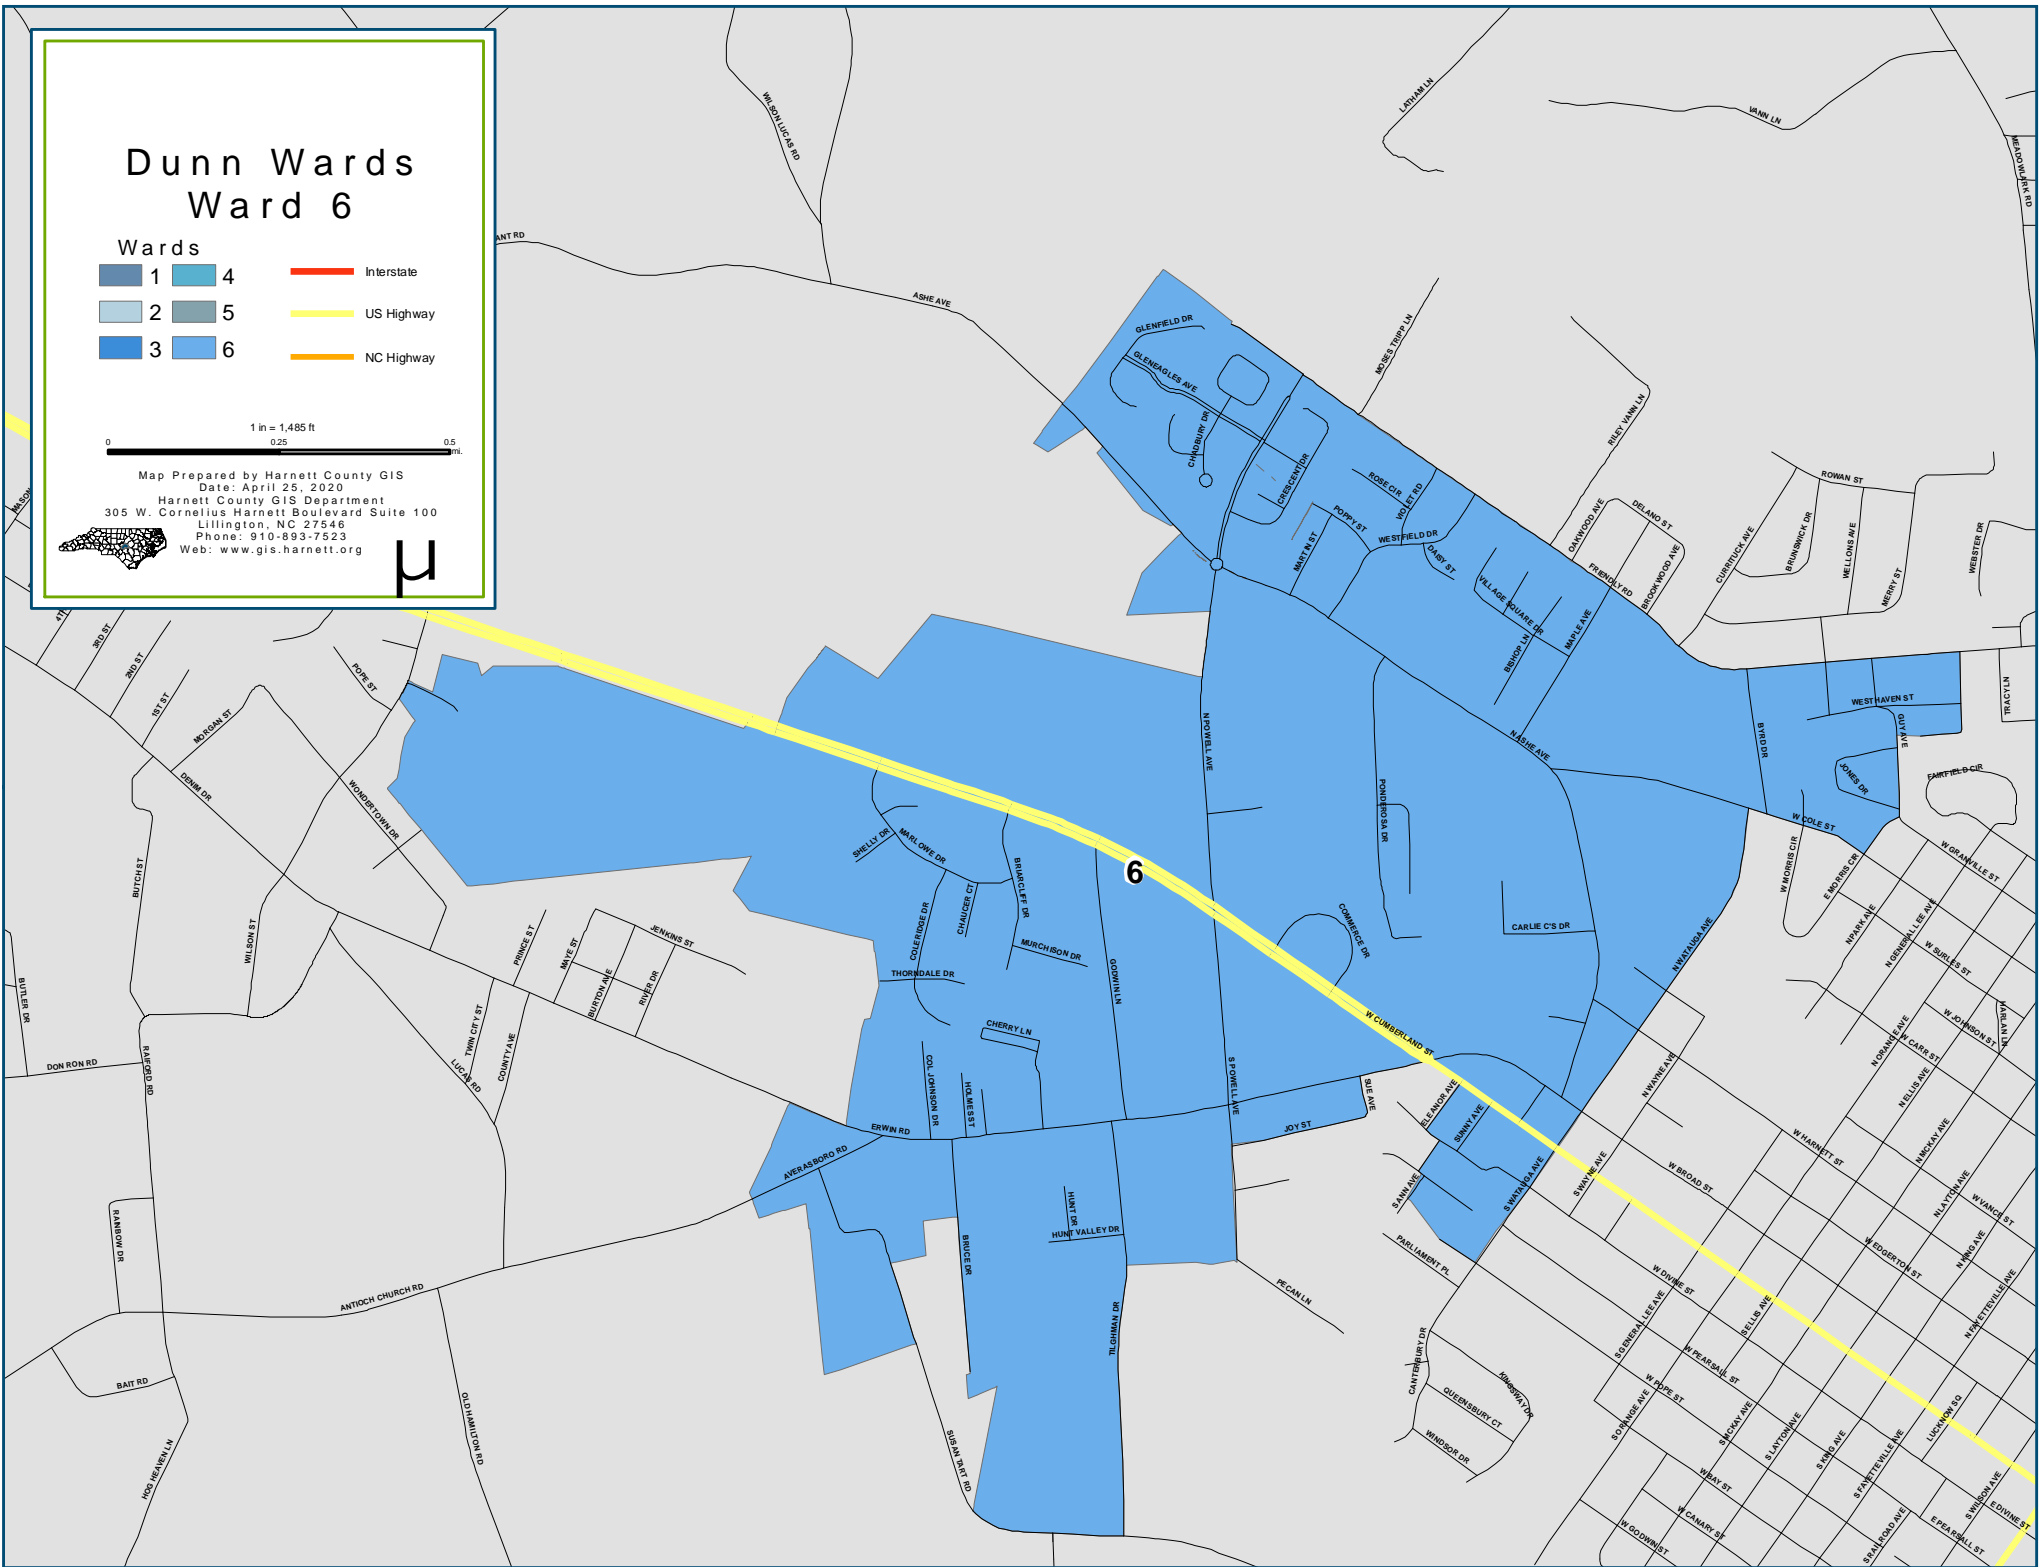 Dunn Wards
Ward 6
Wards
1
4
2
5
3
6
Interstate
US Highway
NC Highway
1 in = 1,485 ft
0
0.25
0.5
mi.
Map Prepared by Harnett County GIS
Date: April 25, 2020
Harnett County GIS Department
305 W. Cornelius Harnett Boulevard Suite 100
Lillington, NC 27546
Phone: 910-893-7523
Web: www.gis.harnett.org
µ
WILSON LUCAS RD
LATHAM LN
VANN LN
MEADOWLARK RD
ANT RD
ASHE AVE
GLENFIELD DR
GLENEAGLES AVE
CHADBURY DR
CRESCENT DR
MOSES TRIPP LN
RILEY VANN LN
ROSE CIR
VIOLET RD
POPPY ST
MARTIN ST
WESTFIELD DR
DAISY ST
VILLAGE SQUARE DR
BISHOP LN
MAPLE AVE
OAKWOOD AVE
DELANO ST
FRIENDLY RD
BROOKWOOD AVE
ROWAN ST
CURRITUCK AVE
BRUNSWICK DR
WELLONS AVE
MERRY ST
WEBSTER DR
TRACY LN
WESTHAVEN ST
GUY AVE
BYRD DR
JONES DR
FAIRFIELD CIR
W COLE ST
W MORRIS CIR
E MORRIS CIR
MASON
4TH
3RD ST
2ND ST
1ST ST
POPE ST
MORGAN ST
DENIM DR
WONDERTOWN DR
BUTCH ST
WILSON ST
BUTLER DR
DON RON RD
RAIFORD RD
RAINBOW DR
BAIT RD
HOG HEAVEN LN
ANTIOCH CHURCH RD
OLD HAMILTON RD
TWIN CITY ST
COUNTY AVE
LUCAS RD
PRINCE ST
MAYE ST
BURTON AVE
RIVER DR
JENKINS ST
SHELLY DR
MARLOWE DR
BRIARCLIFF DR
COLERIDGE DR
CHAUCER CT
MURCHISON DR
THORNDALE DR
CHERRY LN
GODWIN LN
COL JOHNSON DR
HOLMES ST
ERWIN RD
AVERASBORO RD
BRUCE DR
HUNT DR
HUNT VALLEY DR
TILGHMAN DR
SUSAN TART RD
6
N POWELL AVE
S POWELL AVE
PONDEROSA DR
N ASHE AVE
COMMERCE DR
CARLIE C'S DR
N WATAUGA AVE
W CUMBERLAND ST
SUE AVE
JOY ST
ELEANOR AVE
SUNNY AVE
S ANN AVE
S WATAUGA AVE
PECAN LN
PARLIAMENT PL
CANTERBURY DR
KINGSWAY DR
QUEENSBURY CT
WINDSOR DR
N WAYNE AVE
S WAYNE AVE
W BROAD ST
W HARNETT ST
W GRANVILLE ST
N PARK AVE
N GENERAL LEE AVE
W SURLES ST
N ORANGE AVE
W JOHNSON ST
HARLAN LN
W CARR ST
N ELLIS AVE
N MCKAY AVE
N LAYTON AVE
W VANCE ST
W EDGERTON ST
N KING AVE
N FAYETTEVILLE AVE
W DIVINE ST
S GENERAL LEE AVE
S ELLIS AVE
W PEARSALL ST
W POPE ST
S ORANGE AVE
S MCKAY AVE
S LAYTON AVE
S KING AVE
S FAYETTEVILLE AVE
LUCKNOW SQ
W BAY ST
W CANARY ST
W GODWIN ST
S RAILROAD AVE
S WILSON AVE
E DIVINE ST
E PEARSALL ST